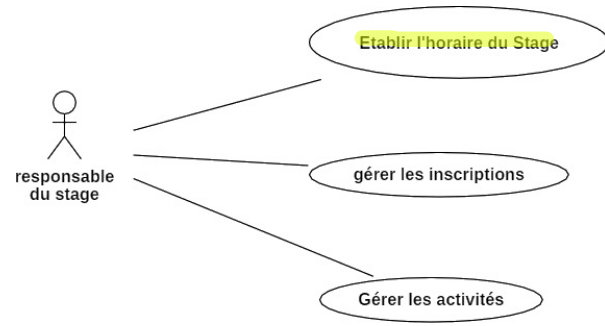 Etablir l'horaire du Stage
responsable
du stage
gérer les inscriptions
Gérer les activités